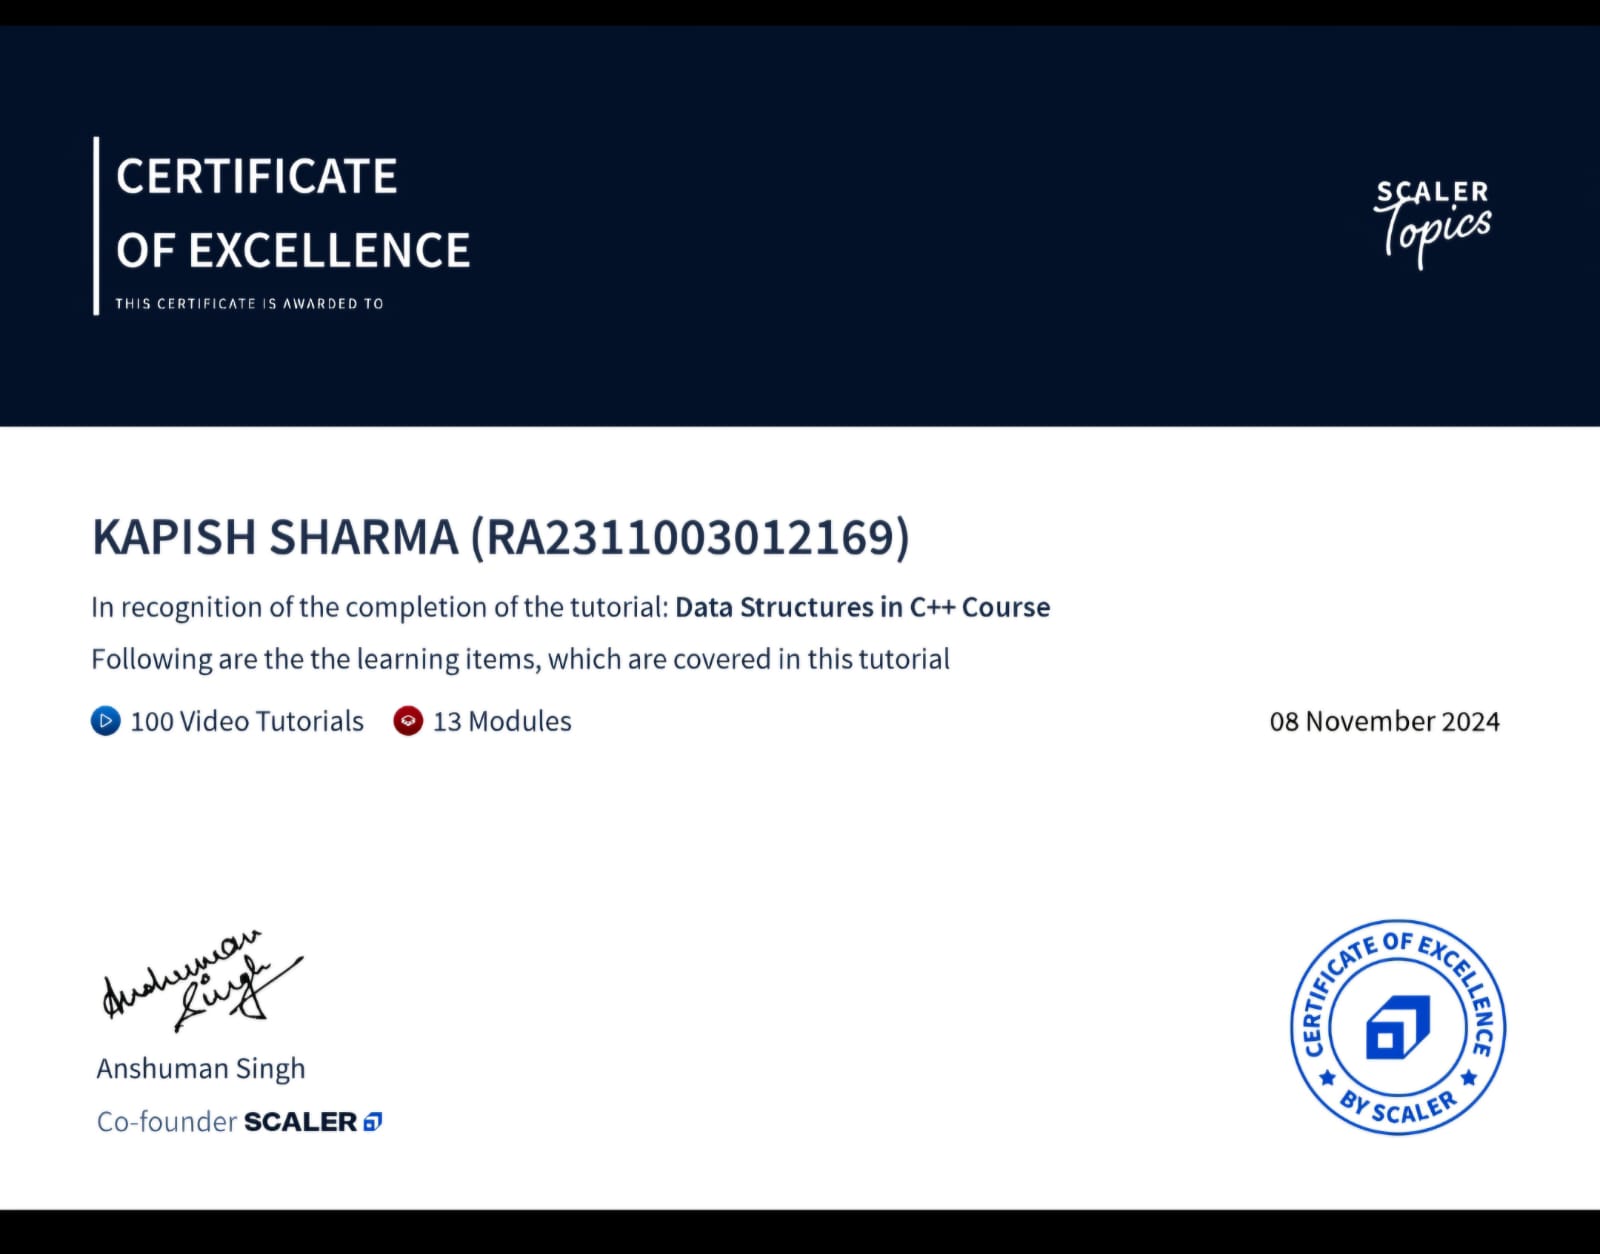 CERTIFICATE
OF EXCELLENCE
THIS CERTIFICATE IS AWARDED TO
SCALER
Topics
KAPISH SHARMA (RA2311003012169)
In recognition of the completion of the tutorial: Data Structures in C++ Course
Following are the the learning items, which are covered in this tutorial
100 Video Tutorials 13 Modules
08 November 2024
Anshuman
Singh
Anshuman Singh
Co-founder SCALER
CERTIFICATE OF EXCELLENCE
BY SCALER